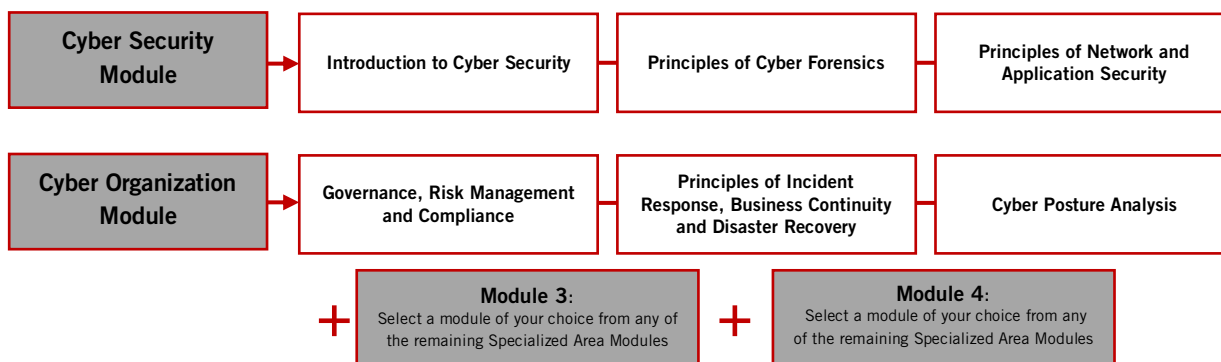 Cyber Security
Module
Introduction to Cyber Security
Principles of Cyber Forensics
Principles of Network and
Application Security
Cyber Organization
Module
Governance, Risk Management
and Compliance
Principles of Incident
Response, Business Continuity
and Disaster Recovery
Cyber Posture Analysis
+
Module 3:
Select a module of your choice from any of
the remaining Specialized Area Modules
+
Module 4:
Select a module of your choice from any
of the remaining Specialized Area Modules